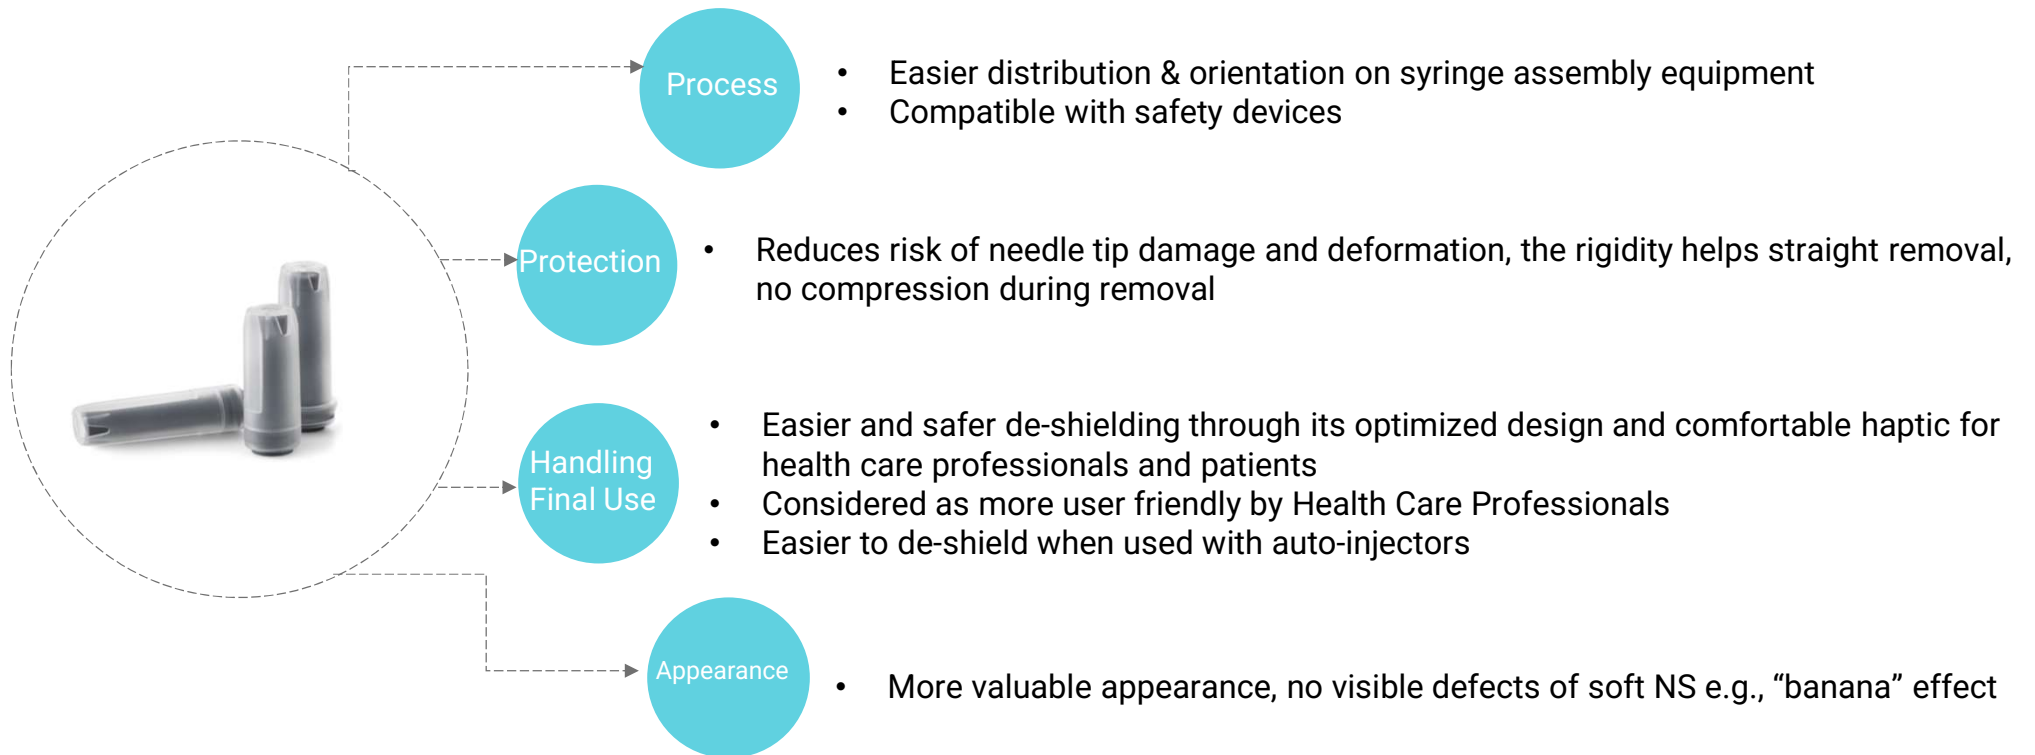 Process
• Easier distribution & orientation on syringe assembly equipment
• Compatible with safety devices
Protection
• Reduces risk of needle tip damage and deformation, the rigidity helps straight removal,
no compression during removal
Handling
Final Use
• Easier and safer de-shielding through its optimized design and comfortable haptic for
health care professionals and patients
• Considered as more user friendly by Health Care Professionals
• Easier to de-shield when used with auto-injectors
Appearance
• More valuable appearance, no visible defects of soft NS e.g., “banana” effect